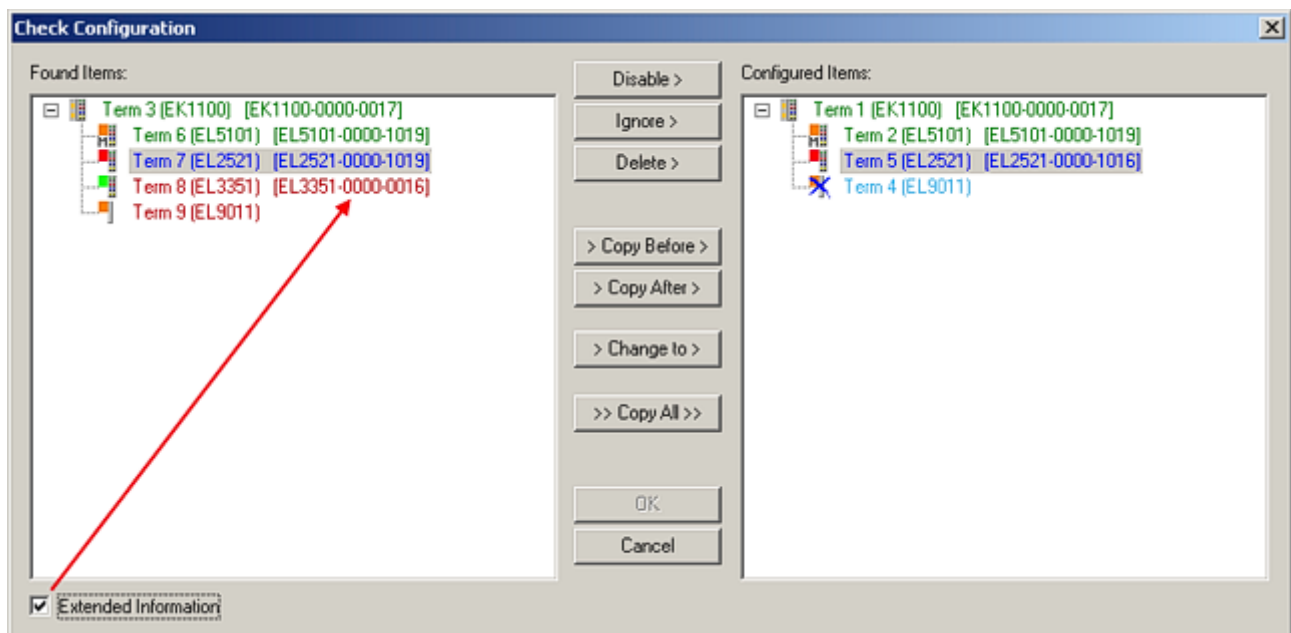 Check Configuration
Found Items:
Term 3 (EK1100) [EK1100-0000-0017]
Term 6 (EL5101) [EL5101-0000-1019]
Term 7 (EL2521) [EL2521-0000-1019]
Term 8 (EL3351) [EL3351-0000-0016]
Term 9 (EL9011)
Disable >
Ignore >
Delete >
> Copy Before >
> Copy After >
> Change to >
>> Copy All >>
OK
Cancel
Configured Items:
Term 1 (EK1100) [EK1100-0000-0017]
Term 2 (EL5101) [EL5101-0000-1019]
Term 5 (EL2521) [EL2521-0000-1016]
Term 4 (EL9011)
Extended Information